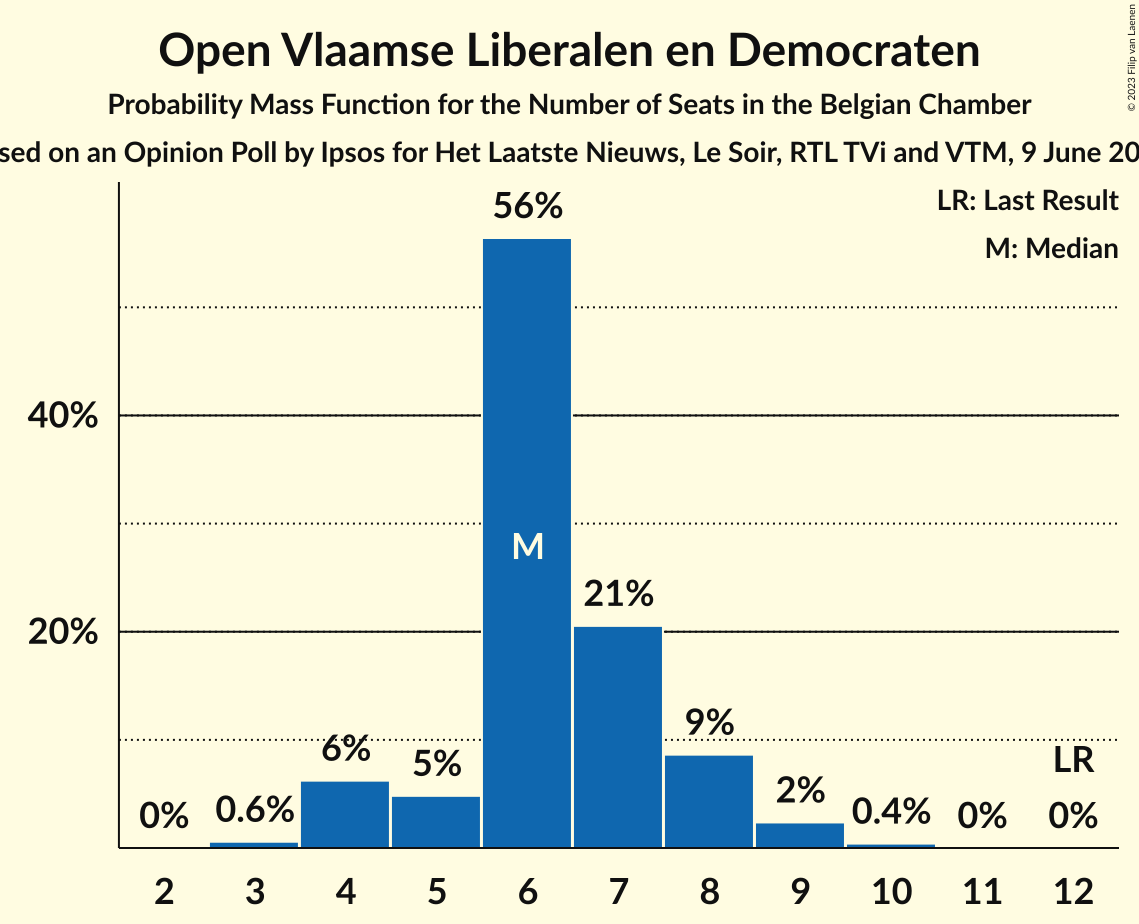 Open Vlaamse Liberalen en Democraten
Probability Mass Function for the Number of Seats in the Belgian Chamber
sed on an Opinion Poll by Ipsos for Het Laatste Nieuws, Le Soir, RTL TVi and VTM, 9 June 20
© 2023 Filip van Laenen
LR: Last Result
M: Median
56%
40%
M
21%
20%
9%
6%
5%
LR
2%
0%
0.6%
0.4%
0%
0%
2 3 4 5 6 7 8 9 10 11 12